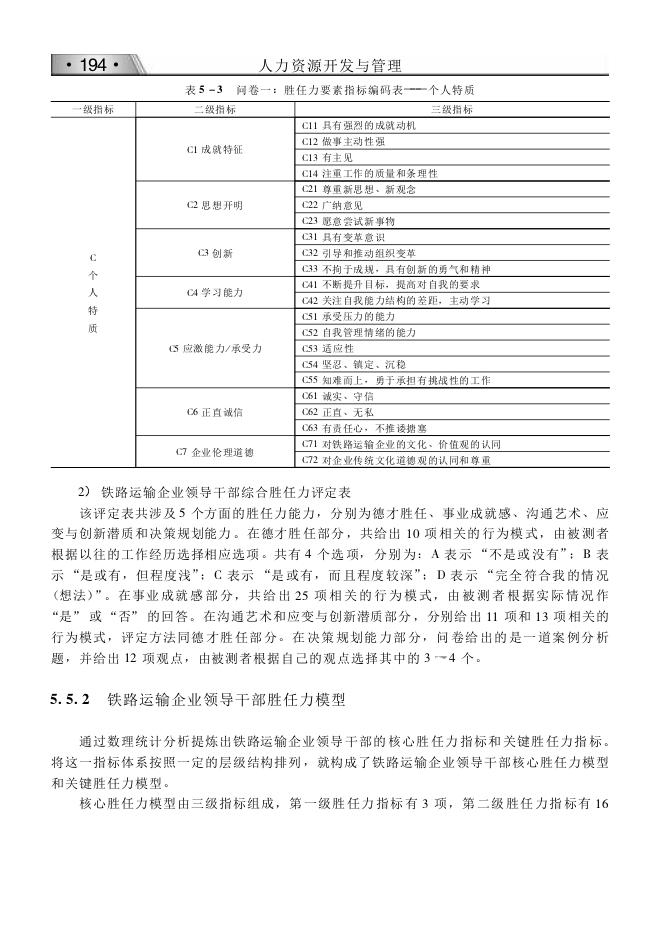 ·194· 人力资源开发与管理
表5-3 问卷一：胜任力要素指标编码表——个人特质
一级指标 二级指标 三级指标
C个人特质
C1 成就特征
C11 具有强烈的成就动机
C12 做事主动性强
C13 有主见
C14 注重工作的质量和条理性
C2 思想开明
C21 尊重新思想、新观念
C22 广纳意见
C23 愿意尝试新事物
C3 创新
C31 具有变革意识
C32 引导和推动组织变革
C33 不拘于成规，具有创新的勇气和精神
C4 学习能力
C41 不断提升目标，提高对自我的要求
C42 关注自我能力结构的差距，主动学习
C5 应激能力/承受力
C51 承受压力的能力
C52 自我管理情绪的能力
C53 适应性
C54 坚忍、镇定、沉稳
C55 知难而上，勇于承担有挑战性的工作
C6 正直诚信
C61 诚实、守信
C62 正直、无私
C63 有责任心，不推诿搪塞
C7 企业伦理道德
C71 对铁路运输企业的文化、价值观的认同
C72 对企业传统文化道德观的认同和尊重
2） 铁路运输企业领导干部综合胜任力评定表
该评定表共涉及 5 个方面的胜任力能力，分别为德才胜任、事业成就感、沟通艺术、应
变与创新潜质和决策规划能力。在德才胜任部分，共给出 10 项相关的行为模式，由被测者
根据以往的工作经历选择相应选项。共有 4 个选项，分别为：A 表示“不是或没有”；B 表
示“是或有，但程度浅”；C 表示“是或有，而且程度较深”；D 表示“完全符合我的情况
（想法）”。在事业成就感部分，共给出 25 项相关的行为模式，由被测者根据实际情况作
“是”或“否”的回答。在沟通艺术和应变与创新潜质部分，分别给出 11 项和 13 项相关的
行为模式，评定方法同德才胜任部分。在决策规划能力部分，问卷给出的是一道案例分析
题，并给出 12 项观点，由被测者根据自己的观点选择其中的 3—4 个。
5.5.2 铁路运输企业领导干部胜任力模型
通过数理统计分析提炼出铁路运输企业领导干部的核心胜任力指标和关键胜任力指标。
将这一指标体系按照一定的层级结构排列，就构成了铁路运输企业领导干部核心胜任力模型
和关键胜任力模型。
核心胜任力模型由三级指标组成，第一级胜任力指标有 3 项，第二级胜任力指标有 16